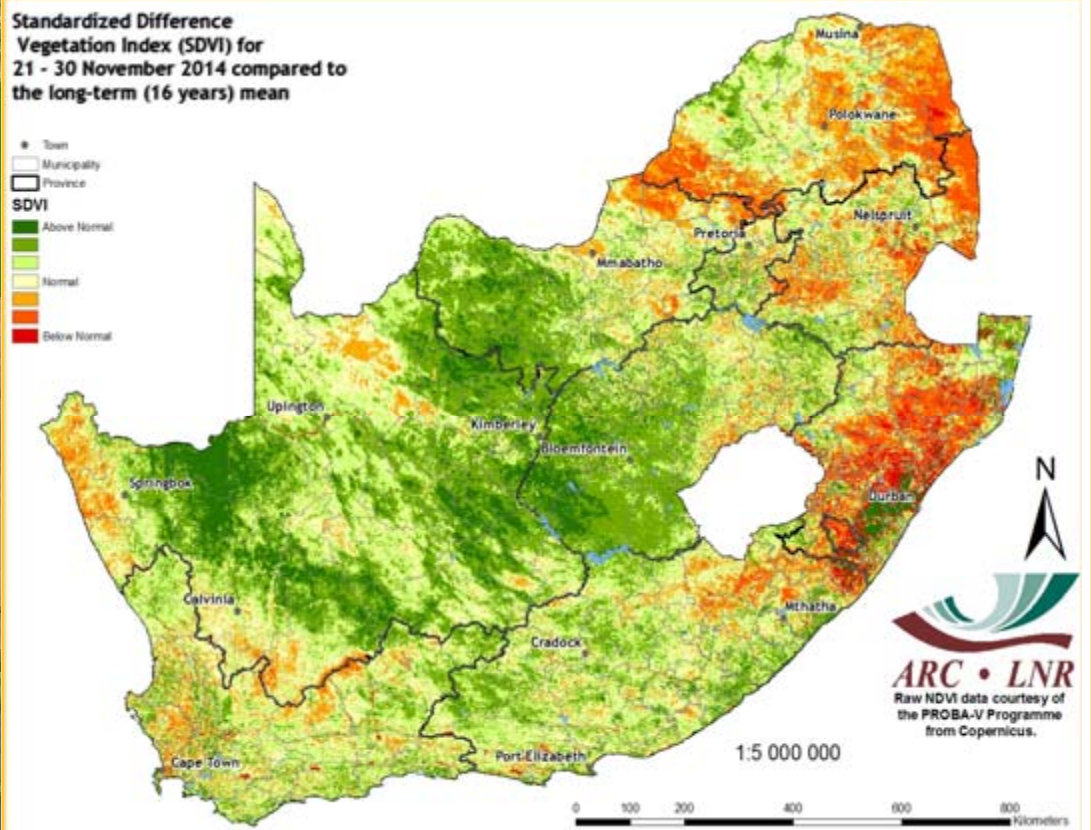 Standardized Difference
Vegetation Index (SDVI) for
21 - 30 November 2014 compared to
the long-term (16 years) mean
Town
Municipality
Province
SDVI
Above Normal
Normal
Below Normal
Musina
Polokwane
Nelspruit
Pretoria
Mmabatho
Upington
Kimberley
Bloemfontein
Springbok
Durban
Calvinia
Mthatha
Cradock
Cape Town
Port Elizabeth
N
ARC • LNR
Raw NDVI data courtesy of
the PROBA-V Programme
from Copernicus.
1:5 000 000
0 100 200 400 600 800
Kilometers